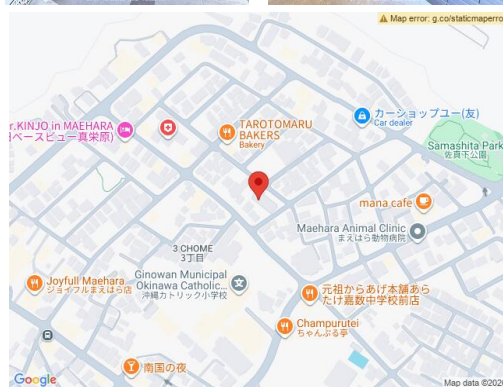 Map error: g.co/staticmaperro
r.KINJO in MAEHARA
ベースビュー真栄原)
TAROTOMARU
BAKERS
Bakery
カーショップユー(友)
Car dealer
Samashita Park
佐真下公園
mana cafe
Maehara Animal Clinic
まえはら動物病院
3 CHOME
3丁目
Joyfull Maehara
ジョイフルまえはら店
Ginowan Municipal
Okinawa Catholic...
沖縄カトリック小学校
元祖からあげ本舗あら
たけ嘉数中学校前店
Champurutei
ちゃんぷる亭
南国の夜
Google
Map data ©202